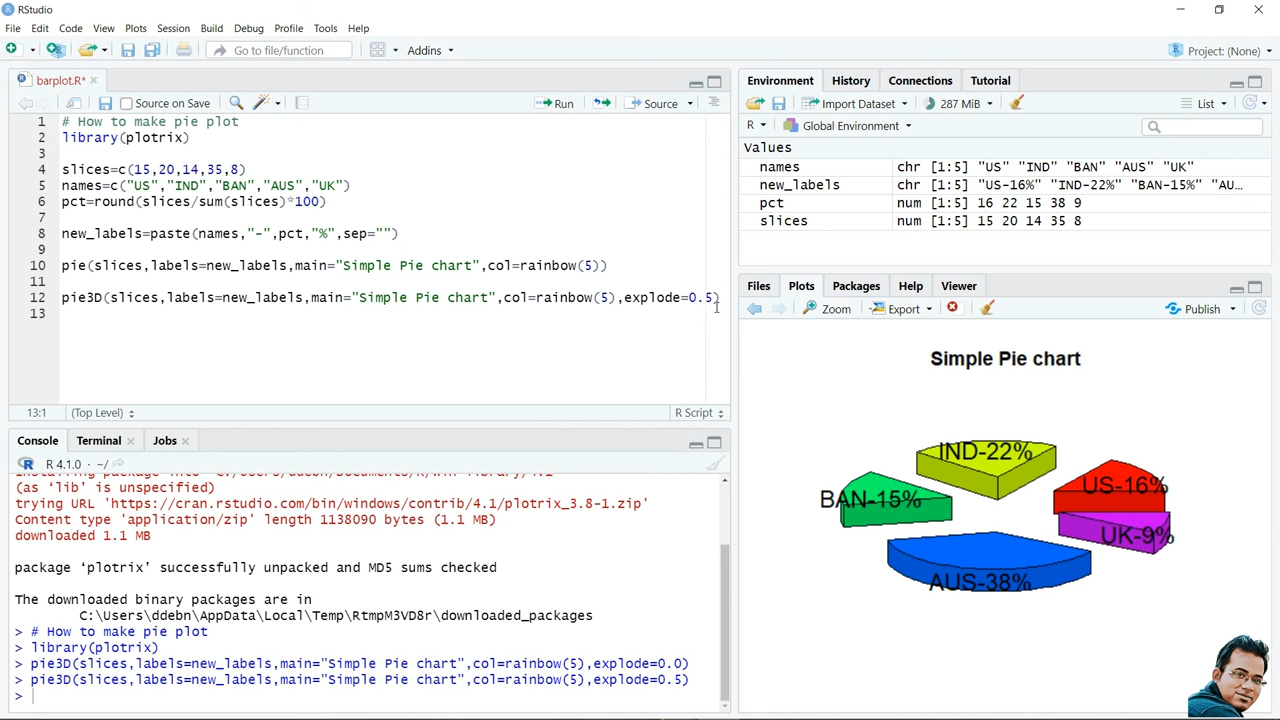 RStudio
File Edit Code View Plots Session Build Debug Profile Tools Help
Go to file/function Addins Project: (None)
barplot.R*
Source on Save Run Source
1 # How to make pie plot
2 library(plotrix)
3
4 slices=c(15,20,14,35,8)
5 names=c("US","IND","BAN","AUS","UK")
6 pct=round(slices/sum(slices)*100)
7
8 new_labels=paste(names,"-",pct,"%",sep="")
9
10 pie(slices,labels=new_labels,main="Simple Pie chart",col=rainbow(5))
11
12 pie3D(slices,labels=new_labels,main="Simple Pie chart",col=rainbow(5),explode=0.5)
13
13:1 (Top Level) R Script
Console Terminal Jobs
R 4.1.0 · ~/
(as ‘lib’ is unspecified)
trying URL 'https://cran.rstudio.com/bin/windows/contrib/4.1/plotrix_3.8-1.zip'
Content type 'application/zip' length 1138090 bytes (1.1 MB)
downloaded 1.1 MB
package ‘plotrix’ successfully unpacked and MD5 sums checked
The downloaded binary packages are in
C:\Users\ddebn\AppData\Local\Temp\RtmpM3VD8r\downloaded_packages
> # How to make pie plot
> library(plotrix)
> pie3D(slices,labels=new_labels,main="Simple Pie chart",col=rainbow(5),explode=0.0)
> pie3D(slices,labels=new_labels,main="Simple Pie chart",col=rainbow(5),explode=0.5)
>
Environment History Connections Tutorial
Import Dataset 287 MiB List
R Global Environment
Values
names chr [1:5] "US" "IND" "BAN" "AUS" "UK"
new_labels chr [1:5] "US-16%" "IND-22%" "BAN-15%" "AU…
pct num [1:5] 16 22 15 38 9
slices num [1:5] 15 20 14 35 8
Files Plots Packages Help Viewer
Zoom Export Publish
Simple Pie chart
IND-22%
US-16%
BAN-15%
UK-9%
AUS-38%